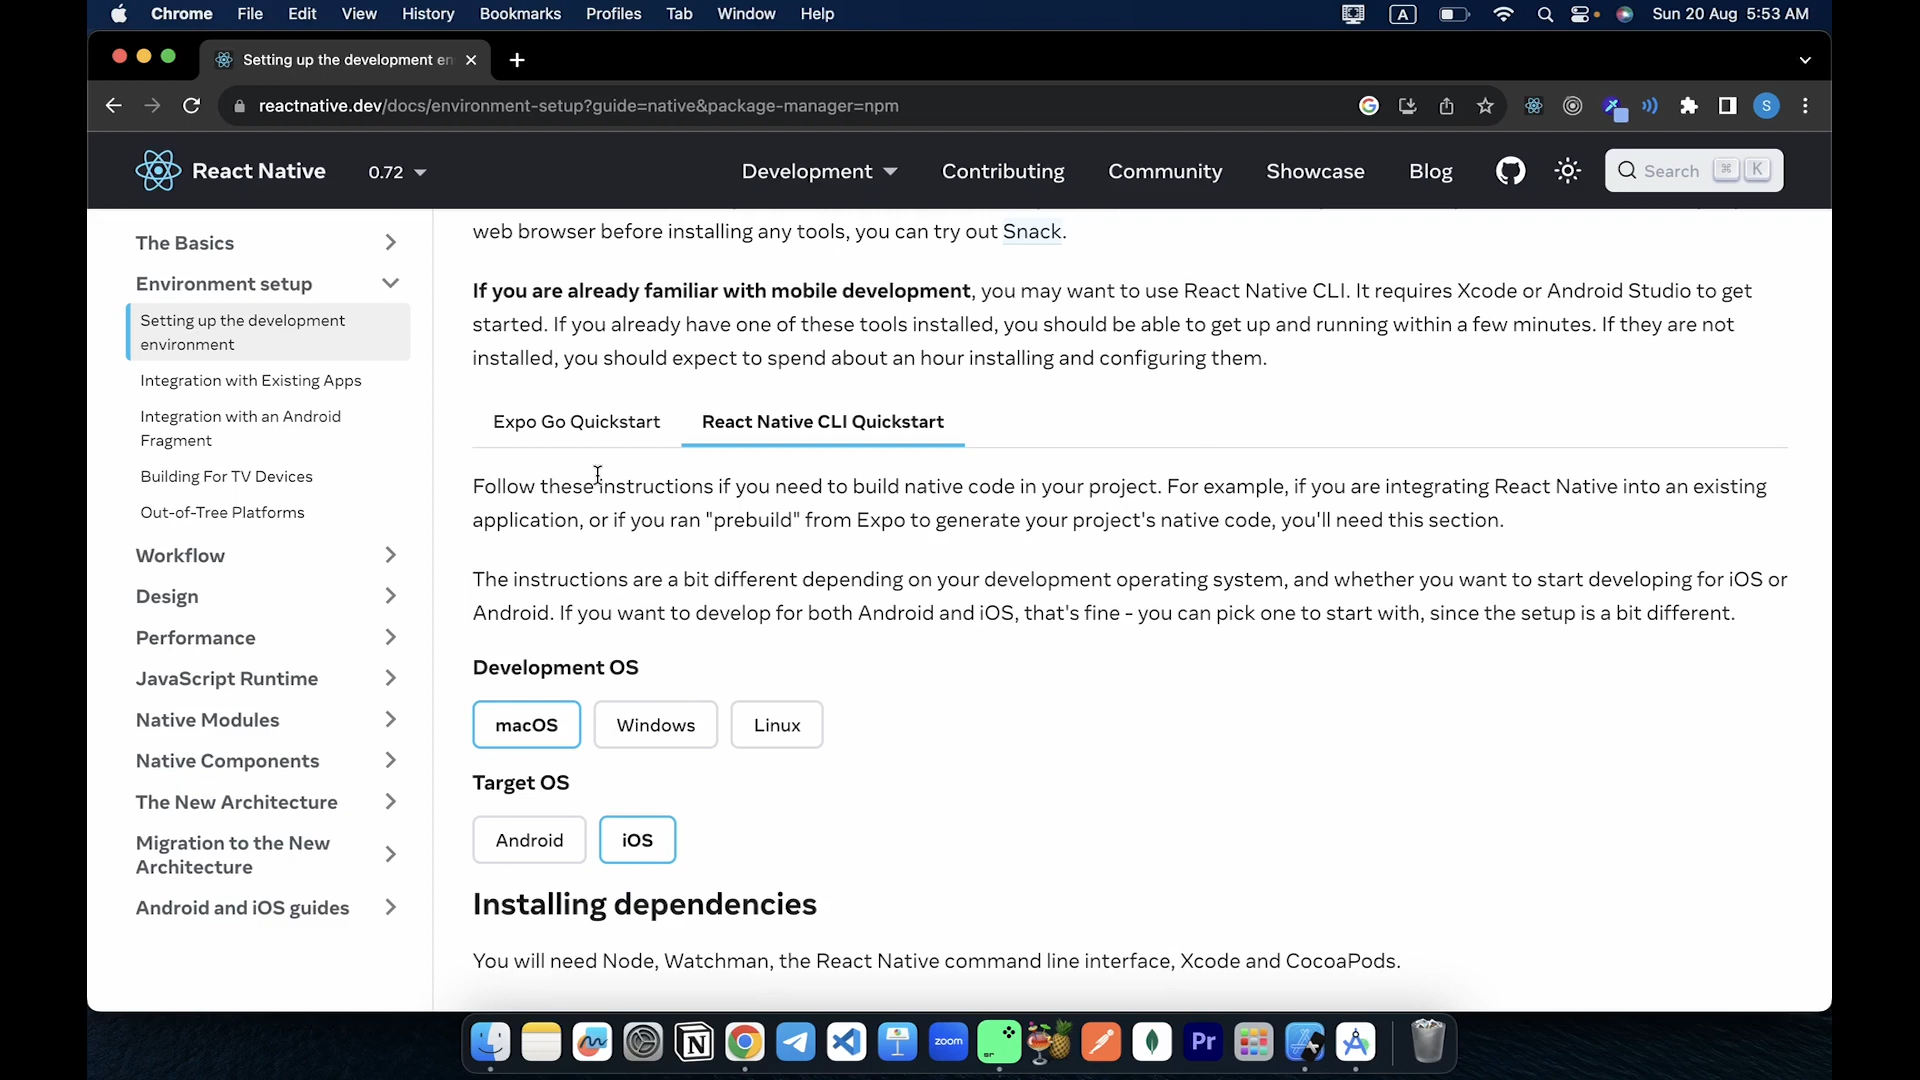 Chrome File Edit View History Bookmarks Profiles Tab Window Help
A
Sun 20 Aug 5:53 AM
Setting up the development en
reactnative.dev/docs/environment-setup?guide=native&package-manager=npm
S
React Native 0.72
Development Contributing Community Showcase Blog
Search ⌘ K
The Basics
Environment setup
Setting up the development
environment
Integration with Existing Apps
Integration with an Android
Fragment
Building For TV Devices
Out-of-Tree Platforms
Workflow
Design
Performance
JavaScript Runtime
Native Modules
Native Components
The New Architecture
Migration to the New
Architecture
Android and iOS guides
web browser before installing any tools, you can try out Snack.
If you are already familiar with mobile development, you may want to use React Native CLI. It requires Xcode or Android Studio to get
started. If you already have one of these tools installed, you should be able to get up and running within a few minutes. If they are not
installed, you should expect to spend about an hour installing and configuring them.
Expo Go Quickstart React Native CLI Quickstart
Follow these instructions if you need to build native code in your project. For example, if you are integrating React Native into an existing
application, or if you ran "prebuild" from Expo to generate your project's native code, you'll need this section.
The instructions are a bit different depending on your development operating system, and whether you want to start developing for iOS or
Android. If you want to develop for both Android and iOS, that's fine - you can pick one to start with, since the setup is a bit different.
Development OS
macOS Windows Linux
Target OS
Android iOS
Installing dependencies
You will need Node, Watchman, the React Native command line interface, Xcode and CocoaPods.
zoom
sr
Pr